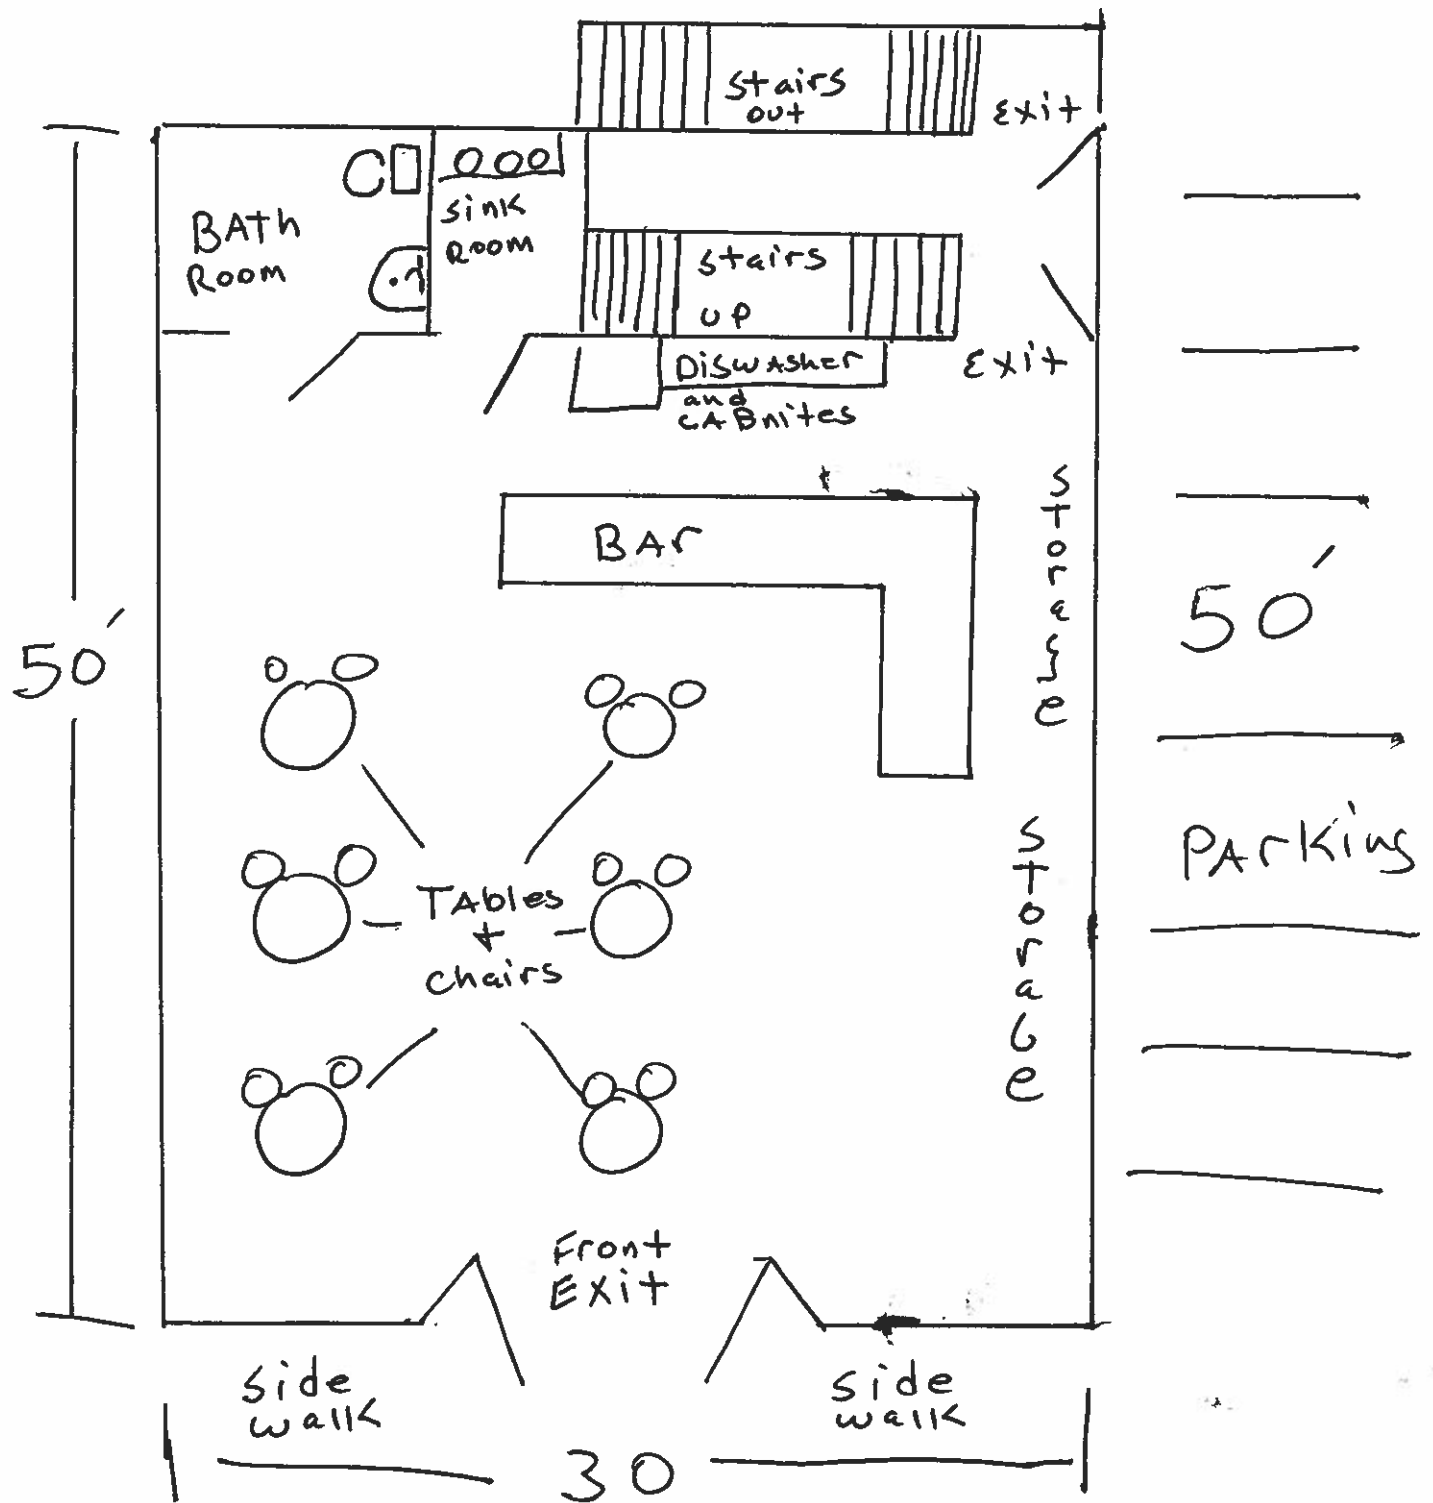 Stairs
OUT
Exit
BATH
ROOM
Sink
ROOM
Stairs
UP
Exit
DISWASHER
and
CABNITES
Storage
BAR
50'
50'
Storage
PARKing
TABles
+
chairs
Front
EXit
Side
walk
Side
walk
30